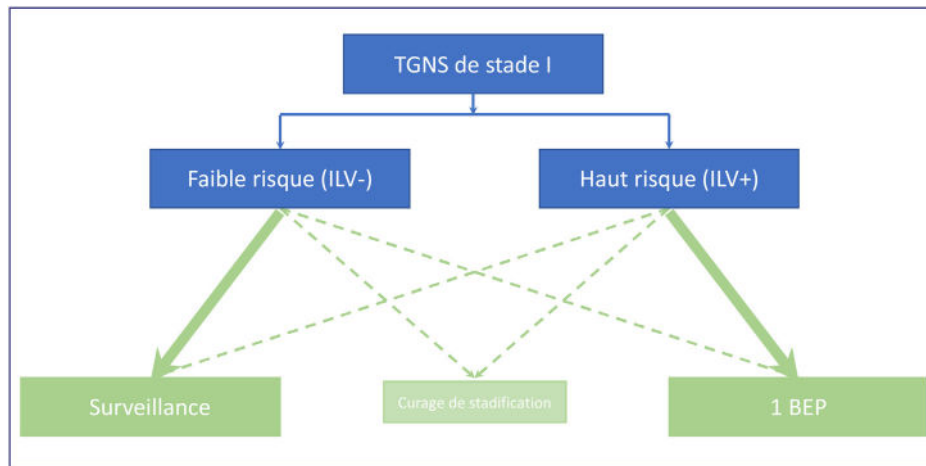 TGNS de stade I
Faible risque (ILV-)
Haut risque (ILV+)
Surveillance
Curage de stadification
1 BEP